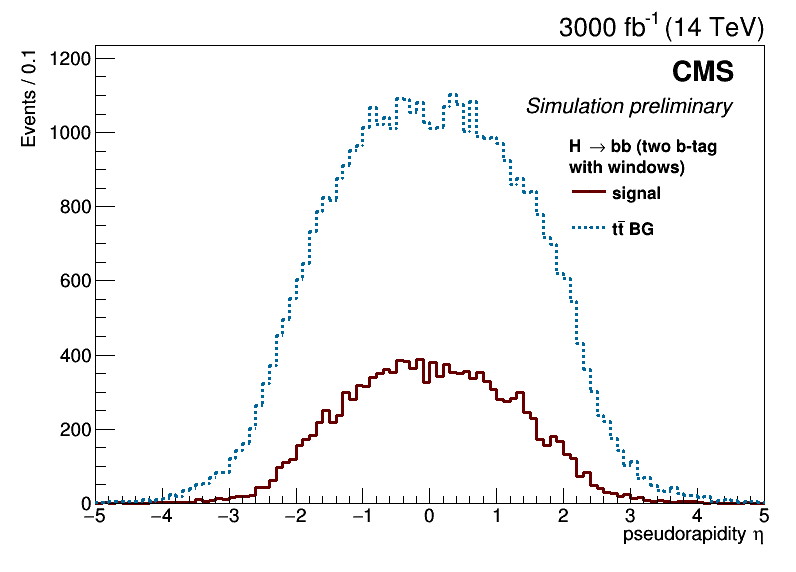 3000 fb⁻¹ (14 TeV)
Events / 0.1
1200
1000
800
600
400
200
0
CMS
Simulation preliminary
H → bb (two b-tag
with windows)
signal
tt̄ BG
−5 −4 −3 −2 −1 0 1 2 3 4 5
pseudorapidity η